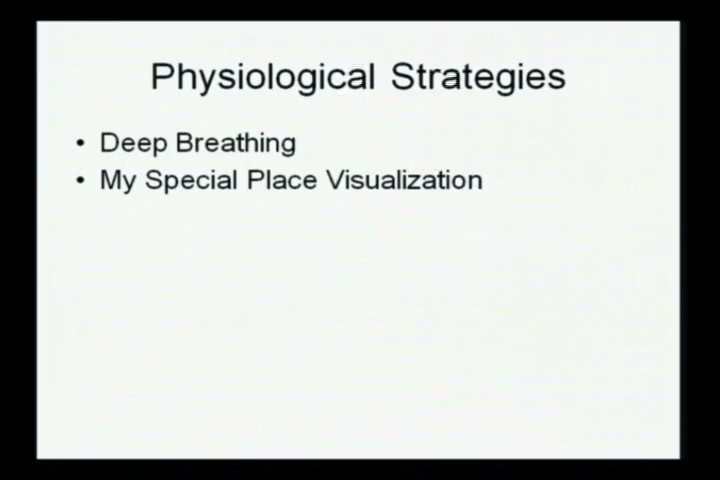 Physiological Strategies
• Deep Breathing
• My Special Place Visualization